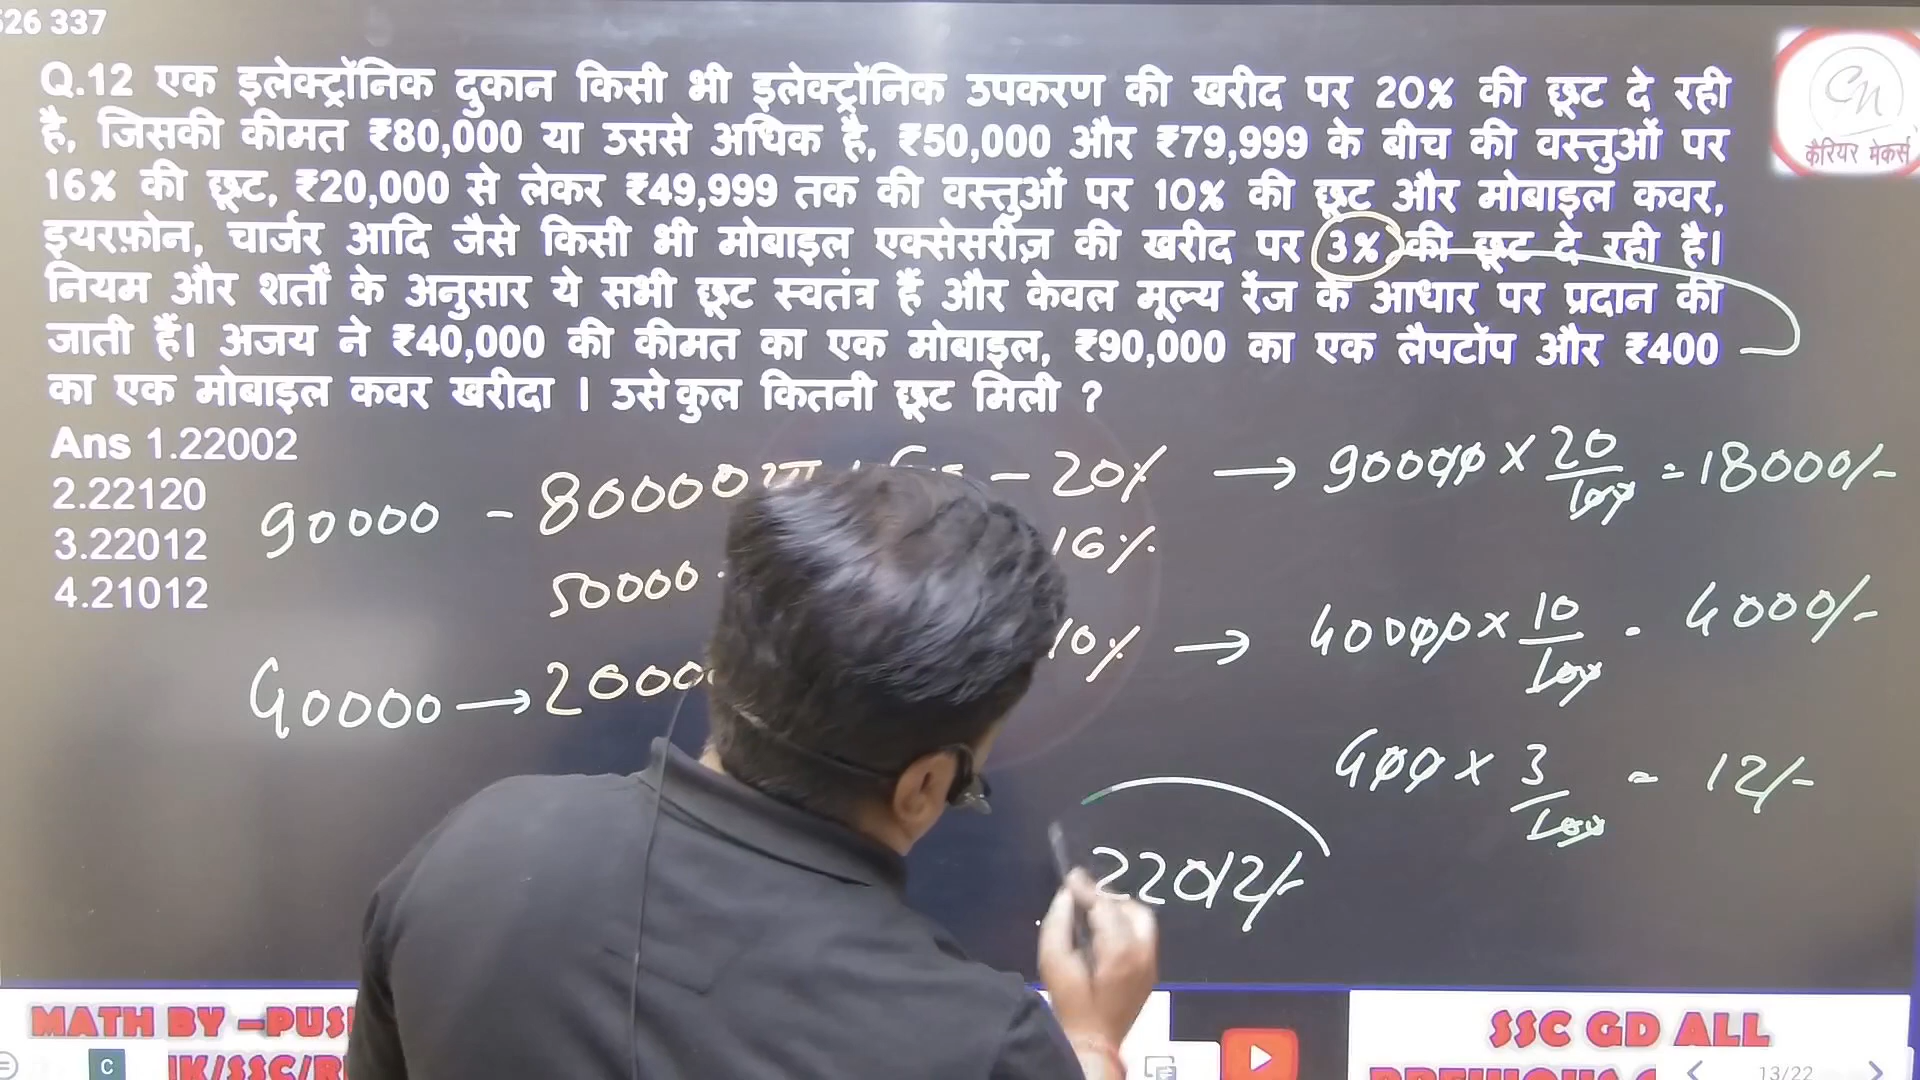 526 337
Q.12 एक इलेक्ट्रॉनिक दुकान किसी भी इलेक्ट्रॉनिक उपकरण की खरीद पर 20% की छूट दे रही
है, जिसकी कीमत ₹80,000 या उससे अधिक है, ₹50,000 और ₹79,999 के बीच की वस्तुओं पर
16% की छूट, ₹20,000 से लेकर ₹49,999 तक की वस्तुओं पर 10% की छूट और मोबाइल कवर,
इयरफ़ोन, चार्जर आदि जैसे किसी भी मोबाइल एक्सेसरीज़ की खरीद पर 3% की छूट दे रही है।
नियम और शर्तों के अनुसार ये सभी छूट स्वतंत्र हैं और केवल मूल्य रेंज के आधार पर प्रदान की
जाती हैं। अजय ने ₹40,000 की कीमत का एक मोबाइल, ₹90,000 का एक लैपटॉप और ₹400
का एक मोबाइल कवर खरीदा । उसे कुल कितनी छूट मिली ?
Ans 1.22002
2.22120
3.22012
4.21012
90000 - 80000 या - 20% → 90000 × 20/100 = 18000/-
50000 16%
40000 → 2000 10% → 40000 × 10/100 = 4000/-
400 × 3/100 = 12/-
22012/-
CM
कैरियर मेकर्स
MATH BY –PUS
SSC GD ALL
13/22
C